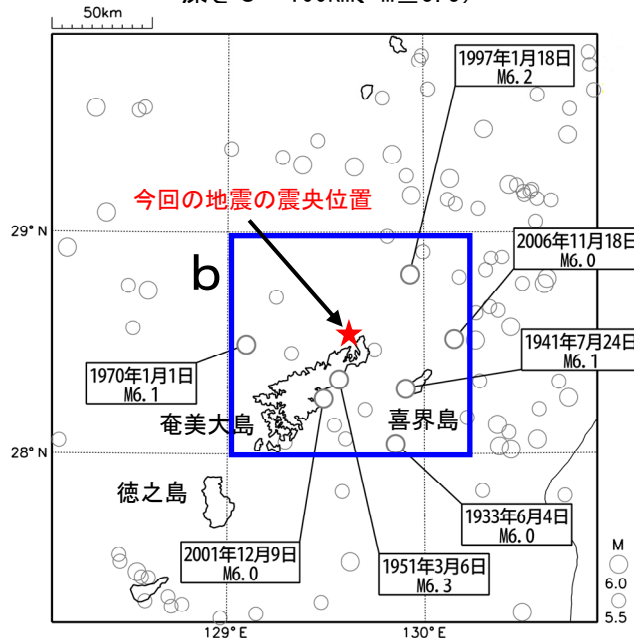 50km
1997年1月18日
M6.2
今回の地震の震央位置
29°N
2006年11月18日
M6.0
b
1941年7月24日
M6.1
1970年1月1日
M6.1
奄美大島
喜界島
28°N
徳之島
1933年6月4日
M6.0
2001年12月9日
M6.0
1951年3月6日
M6.3
M
6.0
5.5
129°E
130°E